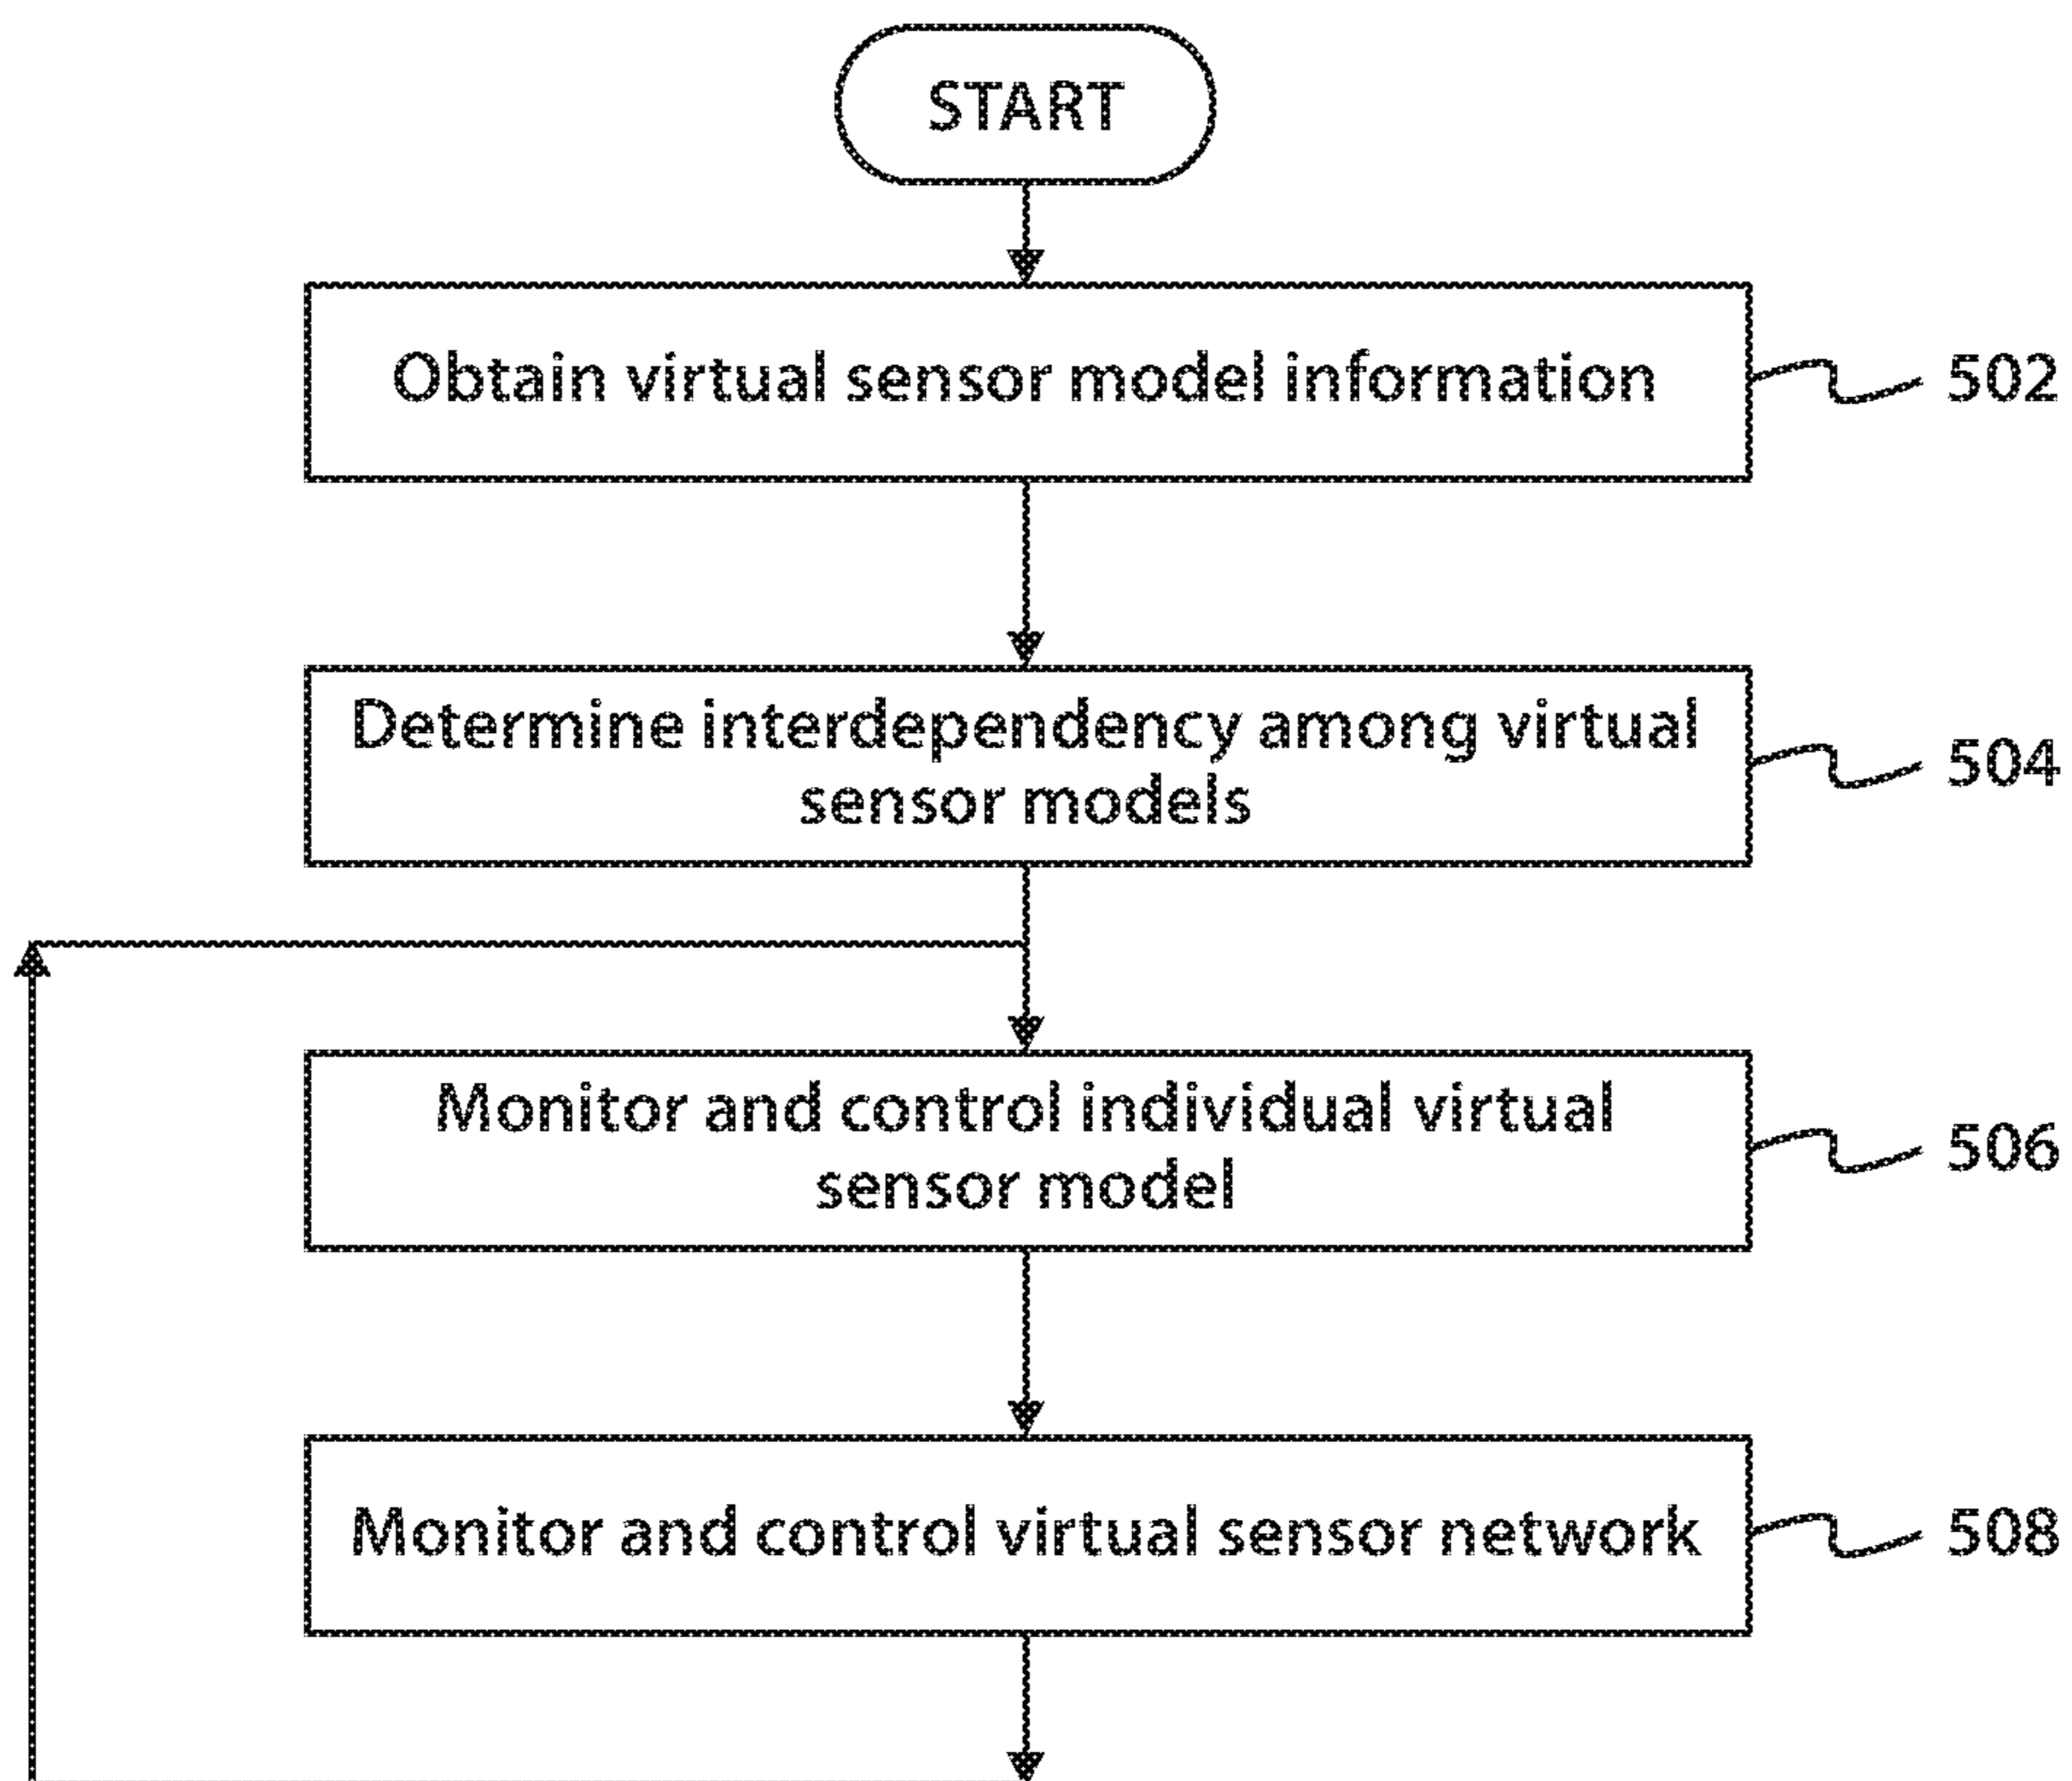 START
Obtain virtual sensor model information
502
Determine interdependency among virtual
sensor models
504
Monitor and control individual virtual
sensor model
506
Monitor and control virtual sensor network
508